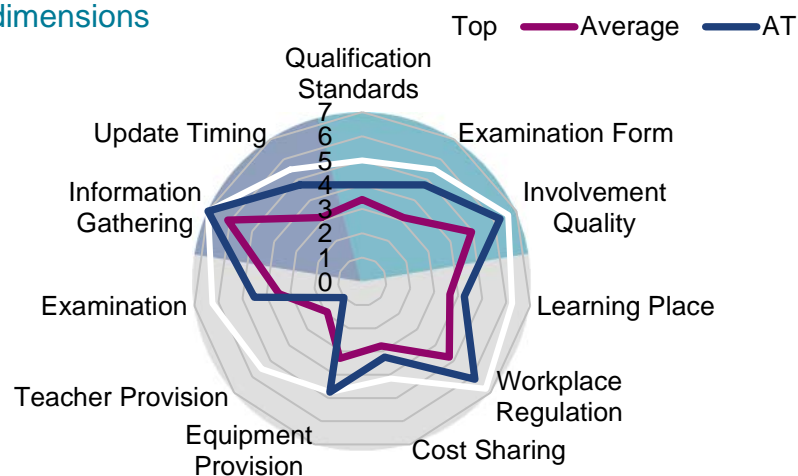 dimensions
Top Average AT
Qualification
Standards
7
6
5
4
3
2
1
0
Examination Form
Involvement
Quality
Learning Place
Workplace
Regulation
Cost Sharing
Equipment
Provision
Teacher Provision
Examination
Information
Gathering
Update Timing